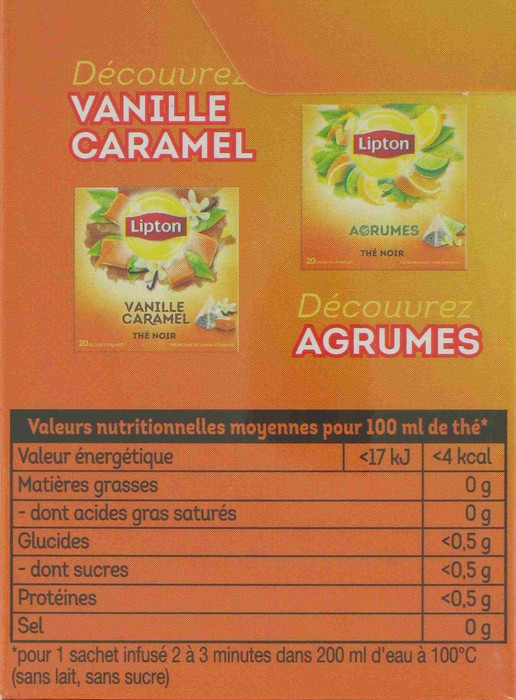 Découvrez
VANILLE
CARAMEL
Lipton
VANILLE
CARAMEL
THÉ NOIR
20
Lipton
AGRUMES
THÉ NOIR
20
Découvrez
AGRUMES
Valeurs nutritionnelles moyennes pour 100 ml de thé*
Valeur énergétique <17 kJ <4 kcal
Matières grasses 0 g
- dont acides gras saturés 0 g
Glucides <0,5 g
- dont sucres <0,5 g
Protéines <0,5 g
Sel 0 g
*pour 1 sachet infusé 2 à 3 minutes dans 200 ml d'eau à 100°C
(sans lait, sans sucre)